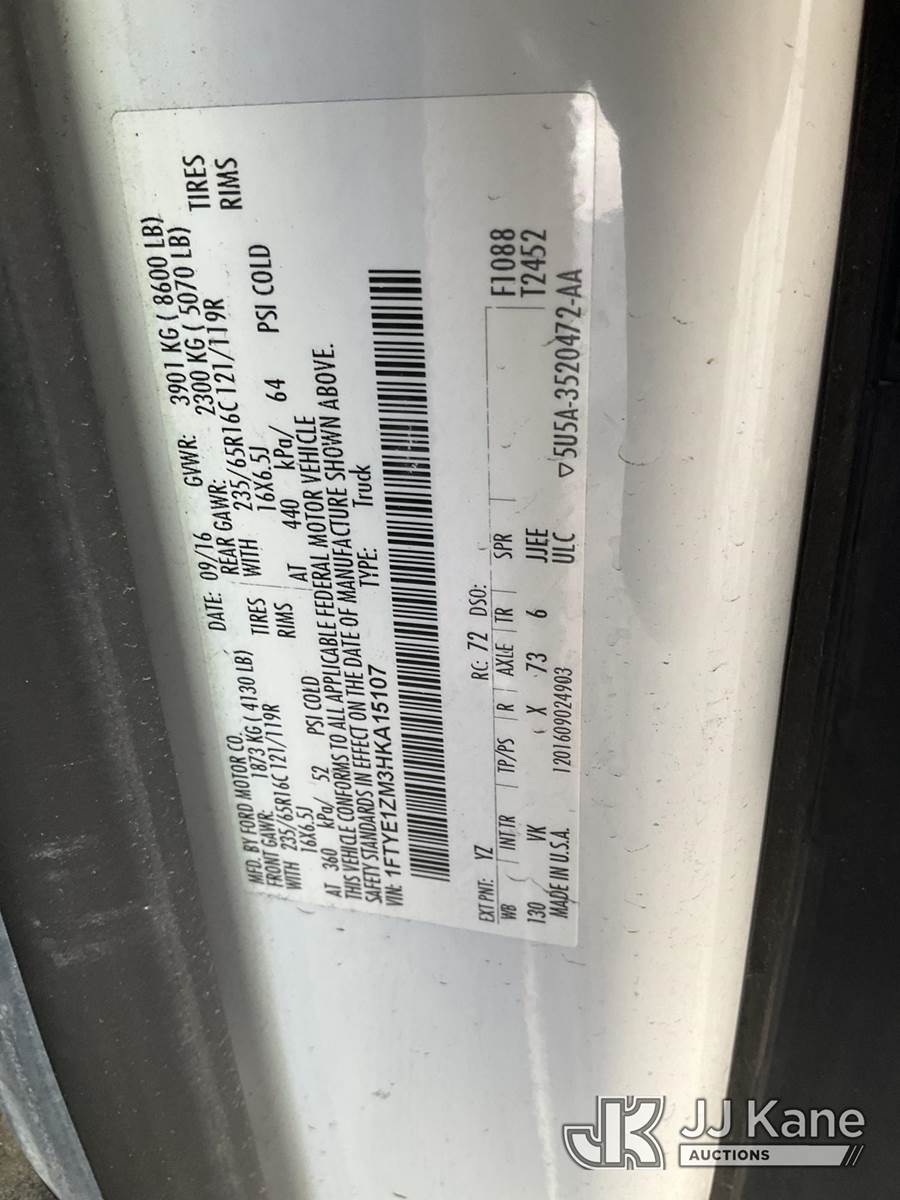 MFD. BY FORD MOTOR CO. DATE: 09/16 GVWR: 3901 KG ( 8600 LB)
FRONT GAWR: 1873 KG ( 4130 LB) REAR GAWR: 2300 KG ( 5070 LB)
WITH 235/65R16C 121/119R TIRES WITH 235/65R16C 121/119R TIRES
16X6.5J RIMS 16X6.5J RIMS
AT 360 kPa/ 52 PSI COLD AT 440 kPa/ 64 PSI COLD
THIS VEHICLE CONFORMS TO ALL APPLICABLE FEDERAL MOTOR VEHICLE
SAFETY STANDARDS IN EFFECT ON THE DATE OF MANUFACTURE SHOWN ABOVE.
VIN: 1FTYE1ZM3HKA15107 TYPE: Truck
EXT PNT: YZ RC: 72 DSO:
WB INT TR TP/PS R AXLE TR SPR F1088
130 VK X 73 6 JJEE T2452
ULC
MADE IN U.S.A. 1201609024903 ▽5U5A-3520472-AA
JK JJ Kane
AUCTIONS